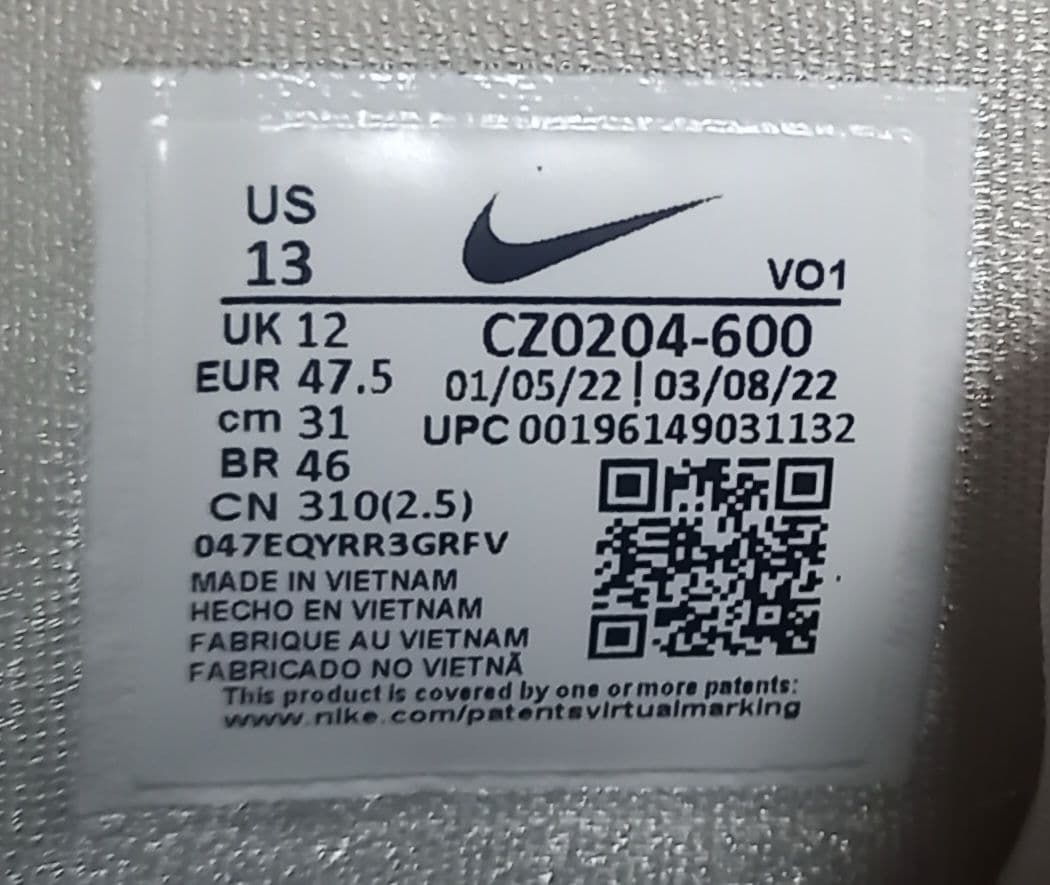 US
13
VO1
UK 12
CZ0204-600
EUR 47.5
01/05/22 | 03/08/22
cm 31
UPC 00196149031132
BR 46
CN 310(2.5)
047EQYRR3GRFV
MADE IN VIETNAM
HECHO EN VIETNAM
FABRIQUE AU VIETNAM
FABRICADO NO VIETNÃ
This product is covered by one or more patents:
www.nike.com/patentsvirtualmarking